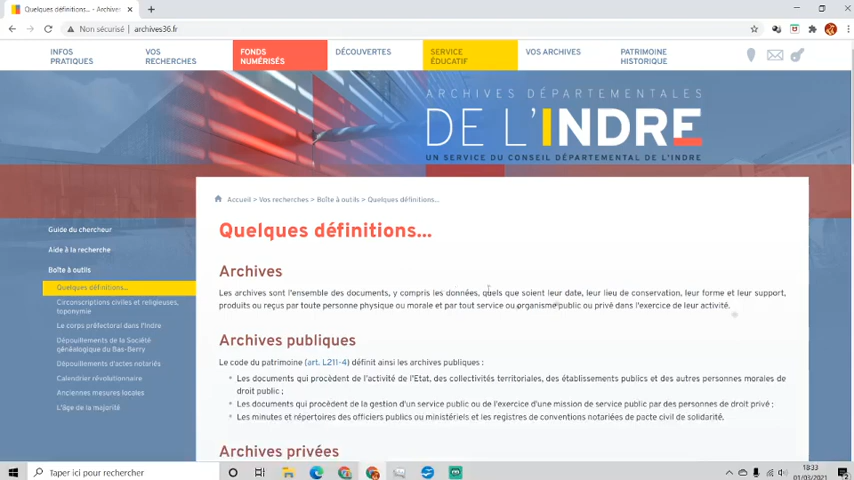 Quelques définitions... - Archive
Non sécurisé | archives36.fr
INFOS PRATIQUES
VOS RECHERCHES
FONDS NUMÉRISÉS
DÉCOUVERTES
SERVICE ÉDUCATIF
VOS ARCHIVES
PATRIMOINE HISTORIQUE
ARCHIVES DÉPARTEMENTALES
DE L'INDRE
UN SERVICE DU CONSEIL DÉPARTEMENTAL DE L'INDRE
Accueil > Vos recherches > Boîte à outils > Quelques définitions...
Guide du chercheur
Aide à la recherche
Boîte à outils
Quelques définitions...
Circonscriptions civiles et religieuses,
toponymie
Le corps préfectoral dans l'Indre
Dépouillements de la Société
généalogique du Bas-Berry
Dépouillements d'actes notariés
Calendrier révolutionnaire
Anciennes mesures locales
L'âge de la majorité
Quelques définitions...
Archives
Les archives sont l'ensemble des documents, y compris les données, quels que soient leur date, leur lieu de conservation, leur forme et leur support,
produits ou reçus par toute personne physique ou morale et par tout service ou organisme public ou privé dans l'exercice de leur activité.
Archives publiques
Le code du patrimoine (art. L211-4) définit ainsi les archives publiques :
Les documents qui procèdent de l'activité de l'Etat, des collectivités territoriales, des établissements publics et des autres personnes morales de
droit public ;
Les documents qui procèdent de la gestion d'un service public ou de l'exercice d'une mission de service public par des personnes de droit privé ;
Les minutes et répertoires des officiers publics ou ministériels et les registres de conventions notariées de pacte civil de solidarité.
Archives privées
Taper ici pour rechercher
18:33
01/03/2021